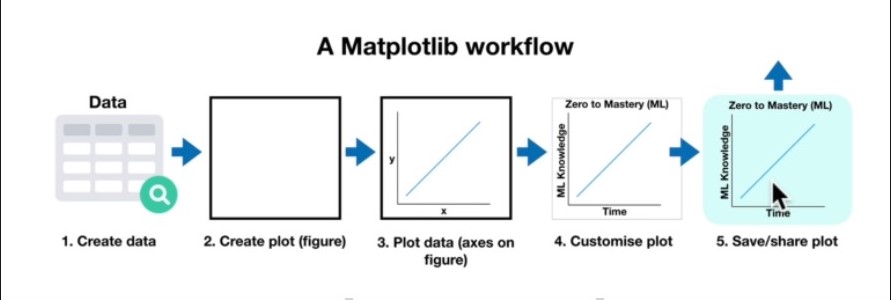 A Matplotlib workflow
Data
1. Create data
2. Create plot (figure)
y
x
3. Plot data (axes on
figure)
Zero to Mastery (ML)
ML Knowledge
Time
4. Customise plot
Zero to Mastery (ML)
ML Knowledge
Time
5. Save/share plot